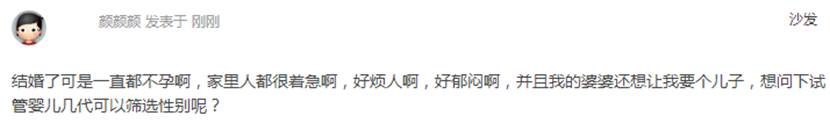 颜颜颜 发表于 刚刚
沙发
结婚了可是一直都不孕啊，家里人都很着急啊，好烦人啊，好郁闷啊，并且我的婆婆还想让我要个儿子，想问下试
管婴儿几代可以筛选性别呢？